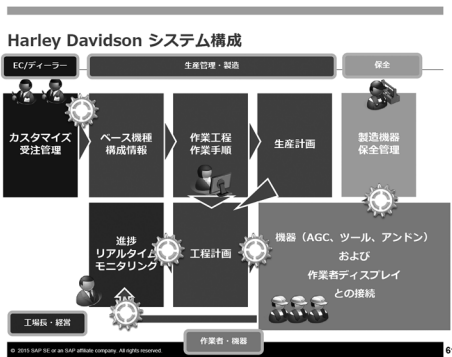 Harley Davidson システム構成
EC/ディーラー
生産管理・製造
保全
カスタマイズ
受注管理
ベース機種
構成情報
作業工程
作業手順
生産計画
製造機器
保全管理
進捗
リアルタイム
モニタリング
工程計画
機器（AGC、ツール、アンドン）
および
作業者ディスプレイ
との接続
工場長・経営
作業者・機器
© 2015 SAP SE or an SAP affiliate company. All rights reserved.